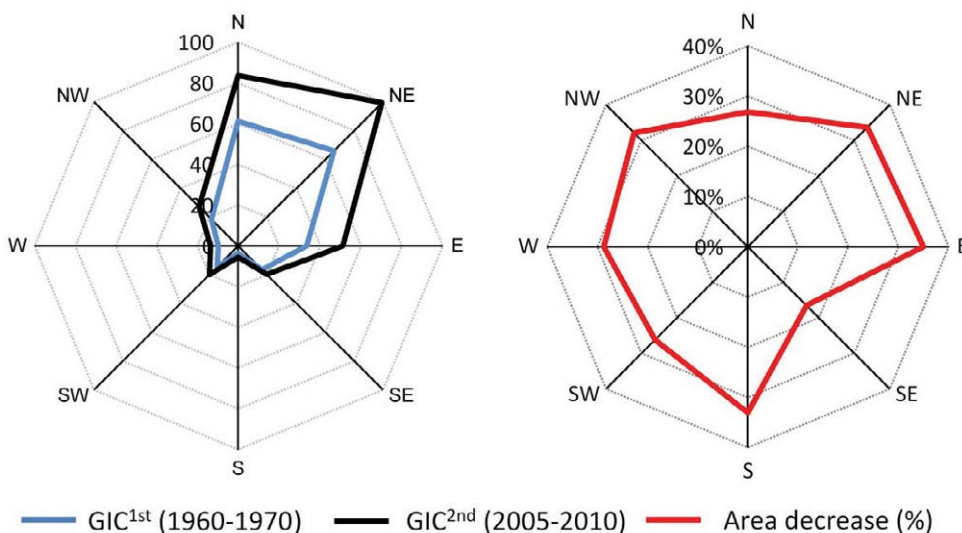 N
100
80
60
40
20
0
NE
E
SE
S
SW
W
NW
N
40%
30%
20%
10%
0%
NE
E
SE
S
SW
W
NW
GIC1st (1960-1970)
GIC2nd (2005-2010)
Area decrease (%)